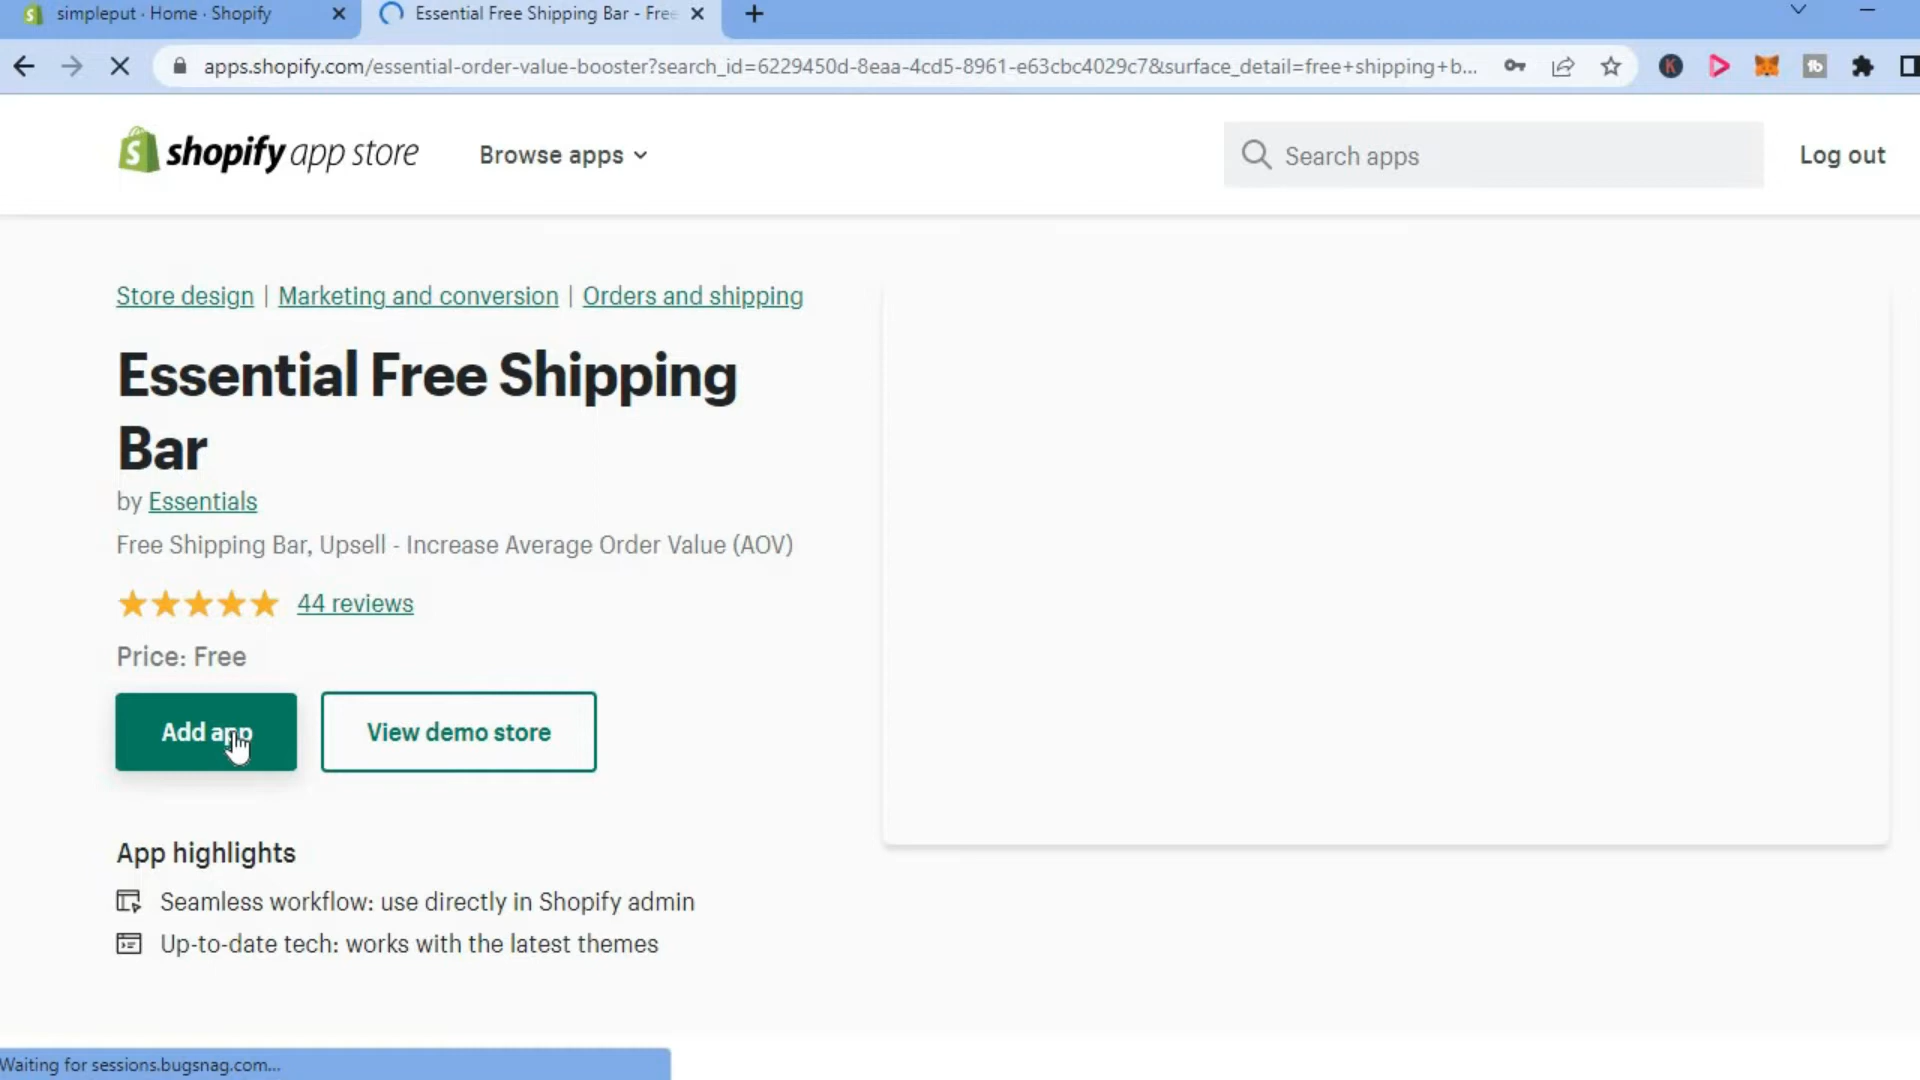 simpleput · Home · Shopify
Essential Free Shipping Bar - Free
apps.shopify.com/essential-order-value-booster?search_id=6229450d-8eaa-4cd5-8961-e63cbc4029c7&surface_detail=free+shipping+b...
K
tb
shopify app store
Browse apps
Search apps
Log out
Store design | Marketing and conversion | Orders and shipping
Essential Free Shipping
Bar
by Essentials
Free Shipping Bar, Upsell - Increase Average Order Value (AOV)
44 reviews
Price: Free
Add app
View demo store
App highlights
Seamless workflow: use directly in Shopify admin
Up-to-date tech: works with the latest themes
Waiting for sessions.bugsnag.com...